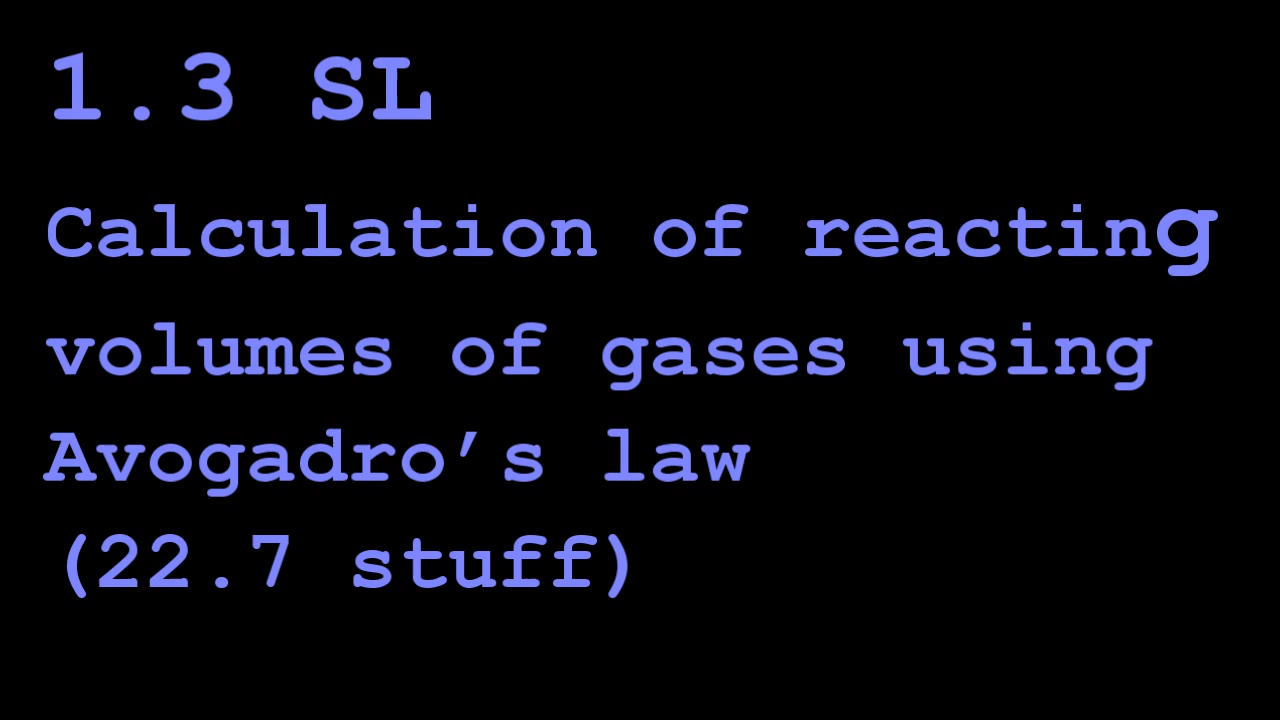 1.3 SL
Calculation of reacting
volumes of gases using
Avogadro’s law
(22.7 stuff)